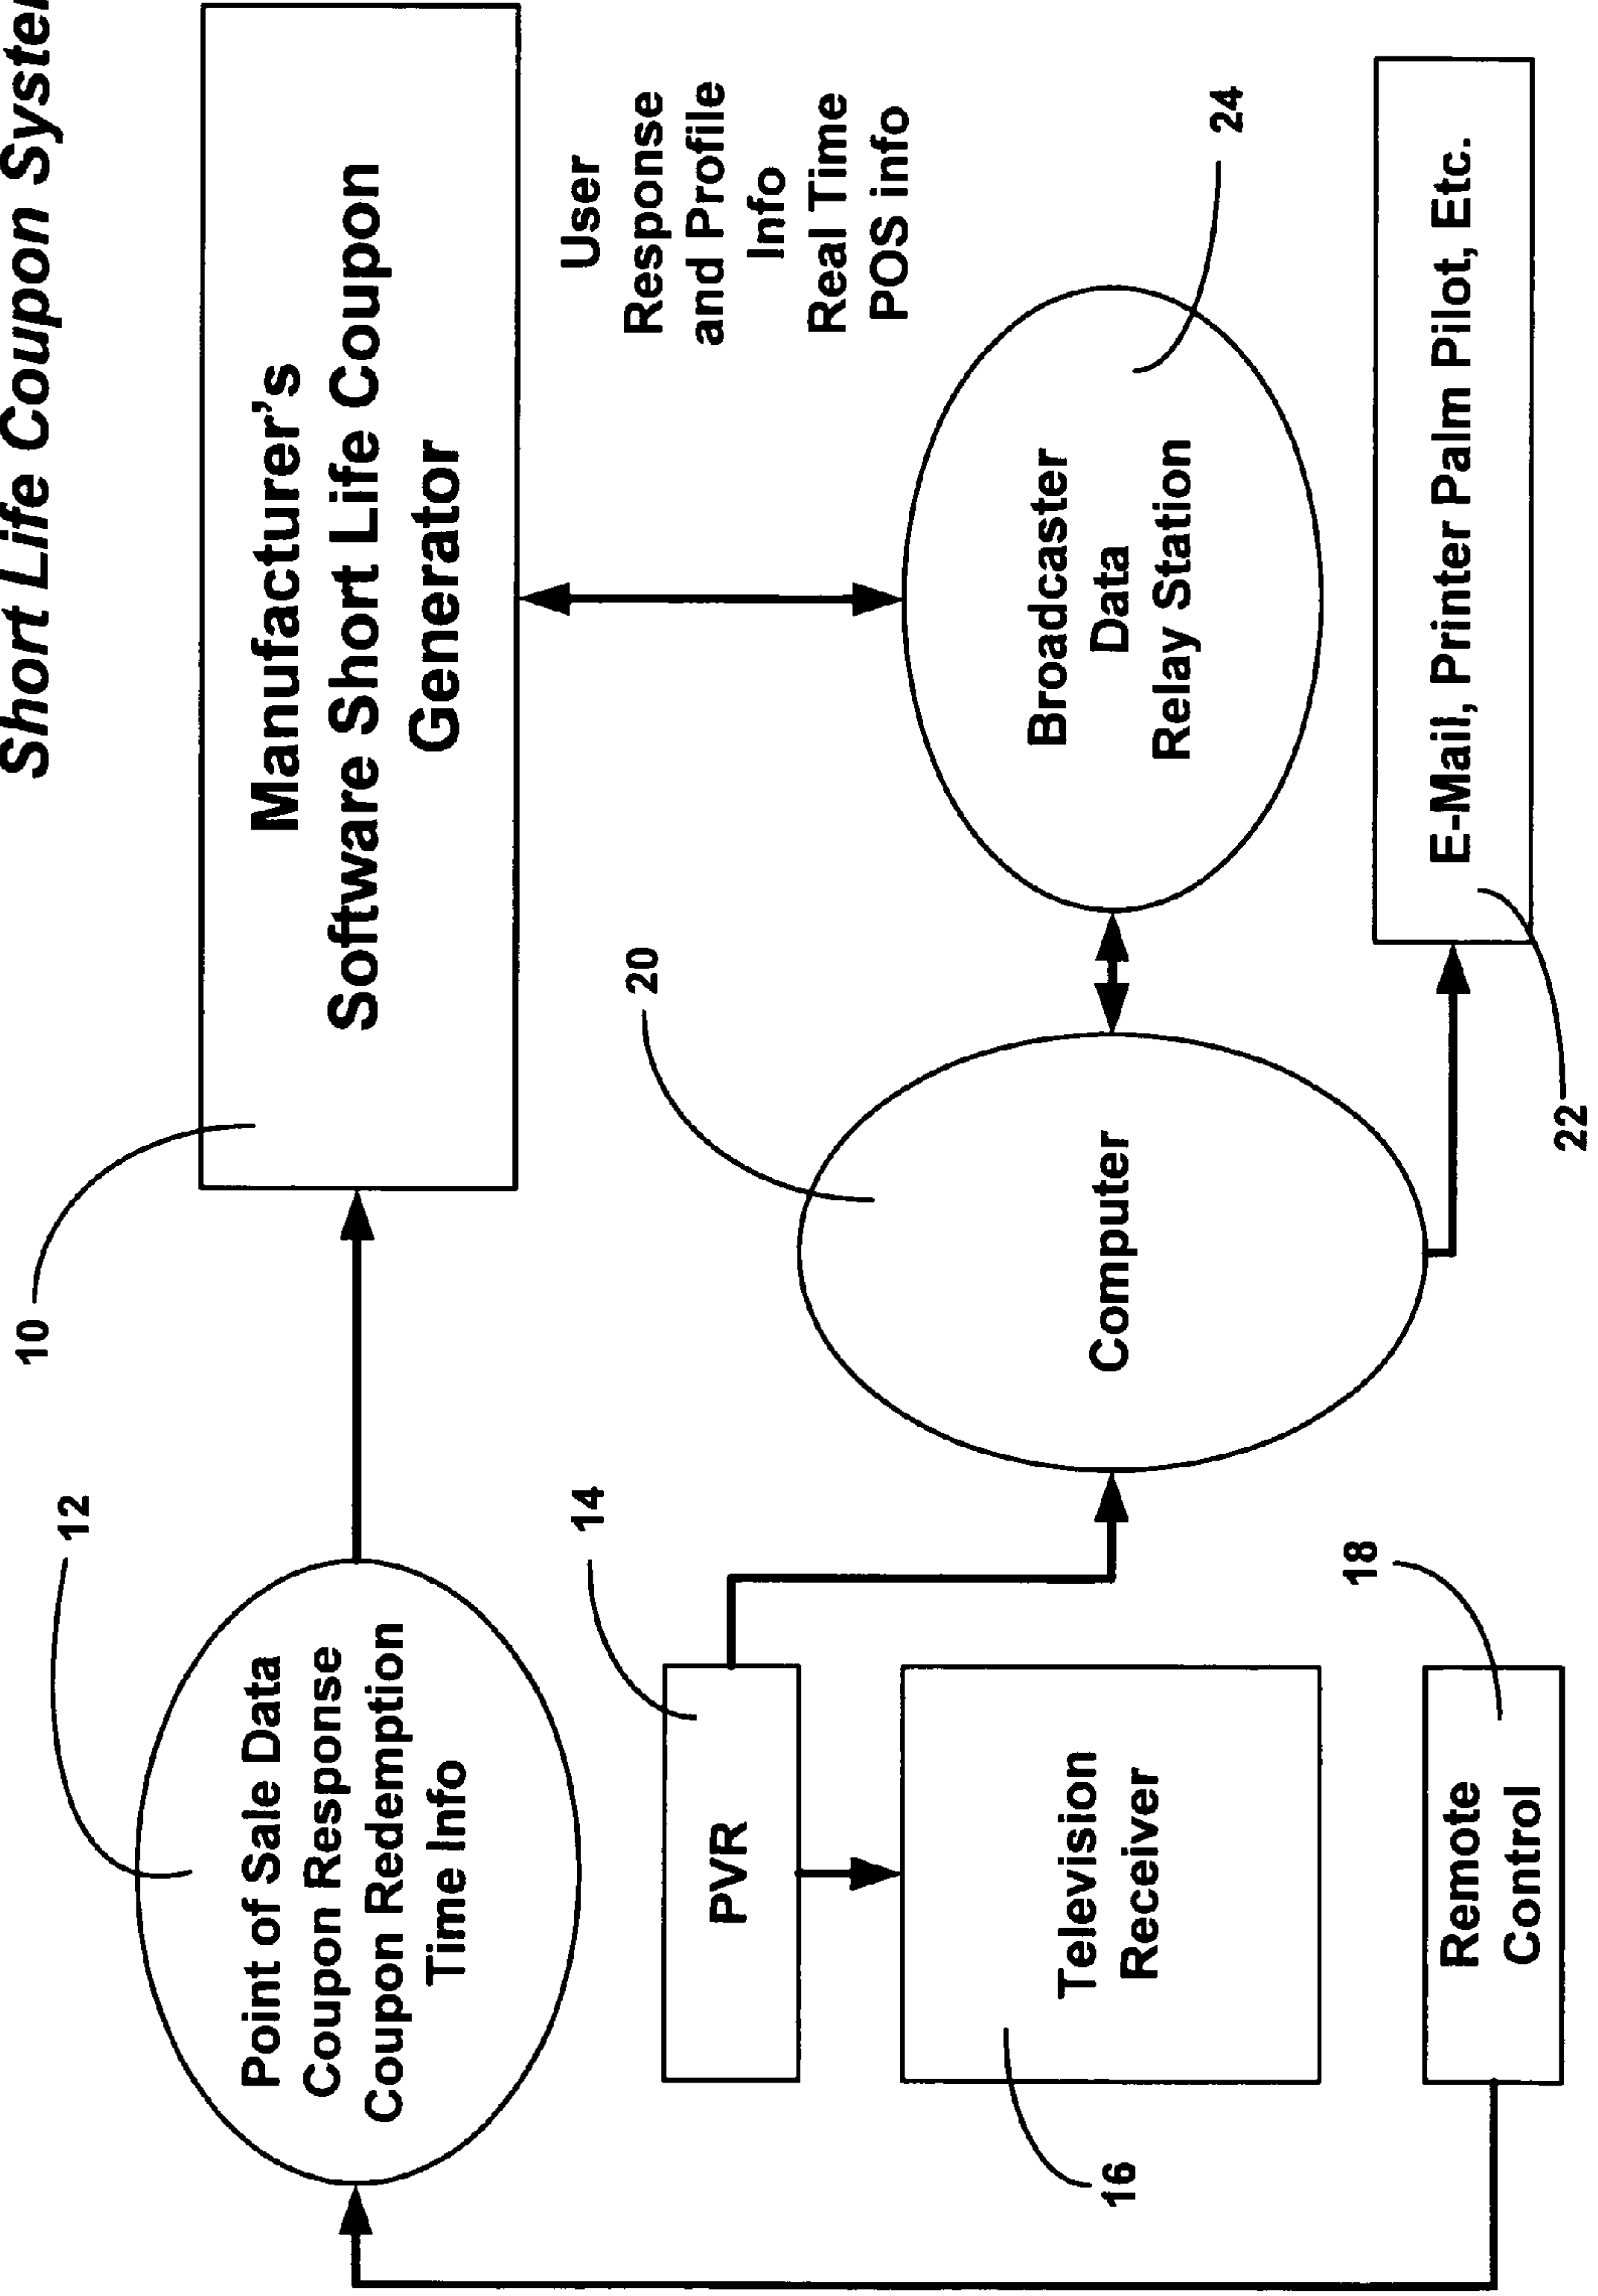 Short Life Coupon
10
Manufacturer's
Software Short Life Coupon
Generator
12
Point of Sale Data
Coupon Response
Coupon Redemption
Time Info
User
Response
and Profile
Info
Real Time
POS info
14
PVR
20
Computer
Broadcaster
Data
Relay Station
24
Television
Receiver
16
18
Remote
Control
E-Mail, Printer Palm Pilot, Etc.
22